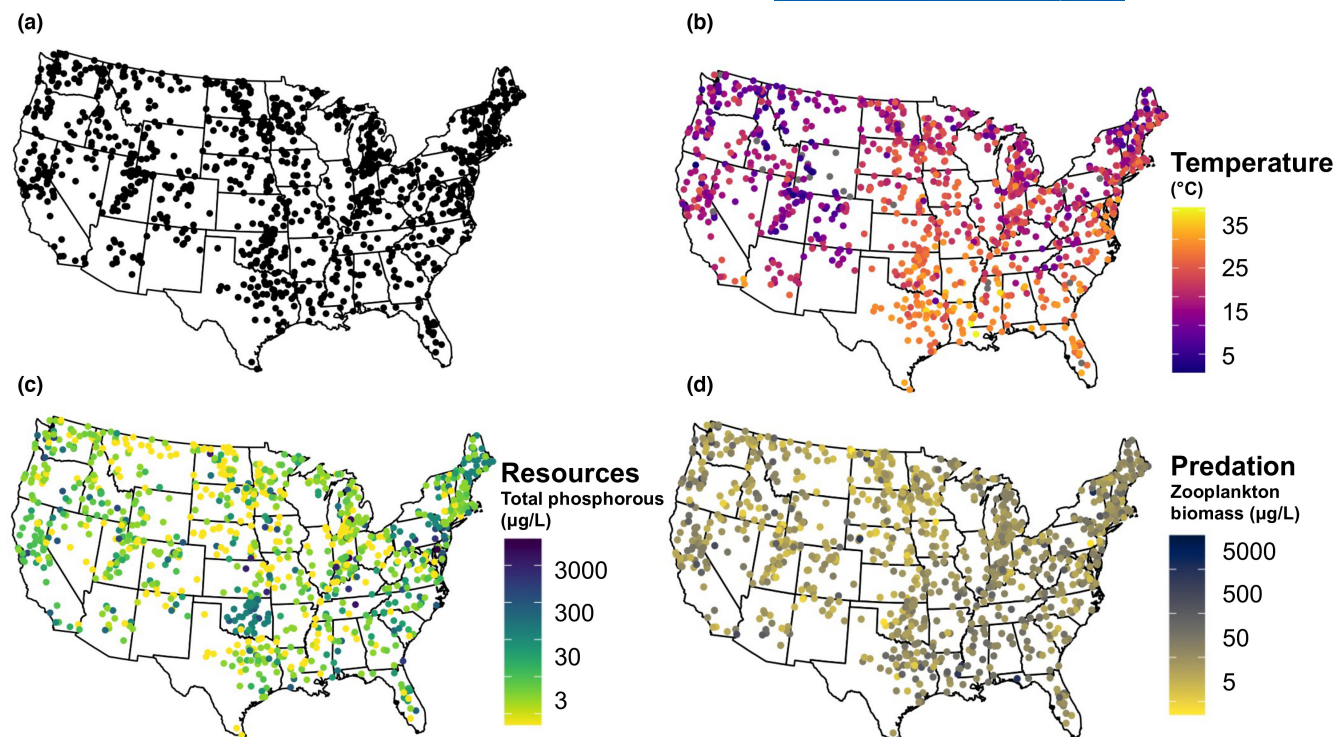 (a)
(b)
Temperature
(°C)
35
25
15
5
(c)
Resources
Total phosphorous
(µg/L)
3000
300
30
3
(d)
Predation
Zooplankton
biomass (µg/L)
5000
500
50
5